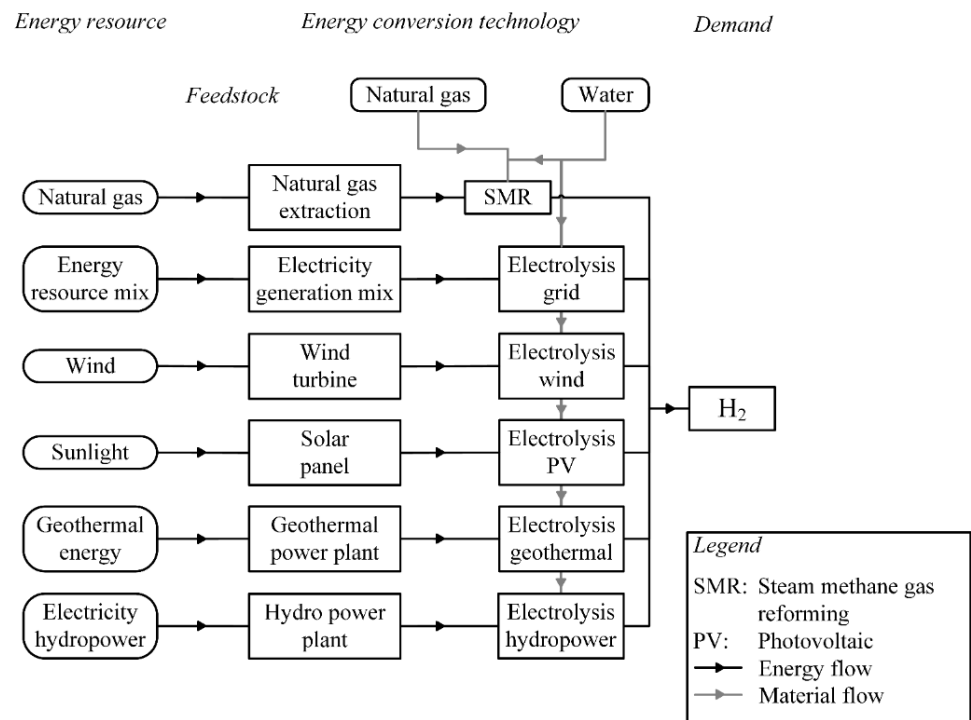 Energy resource
Energy conversion technology
Demand
Feedstock
Natural gas
Water
Natural gas
Natural gas
extraction
SMR
Energy
resource mix
Electricity
generation mix
Electrolysis
grid
Wind
Wind
turbine
Electrolysis
wind
H₂
Sunlight
Solar
panel
Electrolysis
PV
Geothermal
energy
Geothermal
power plant
Electrolysis
geothermal
Electricity
hydropower
Hydro power
plant
Electrolysis
hydropower
Legend
SMR: Steam methane gas
reforming
PV: Photovoltaic
Energy flow
Material flow